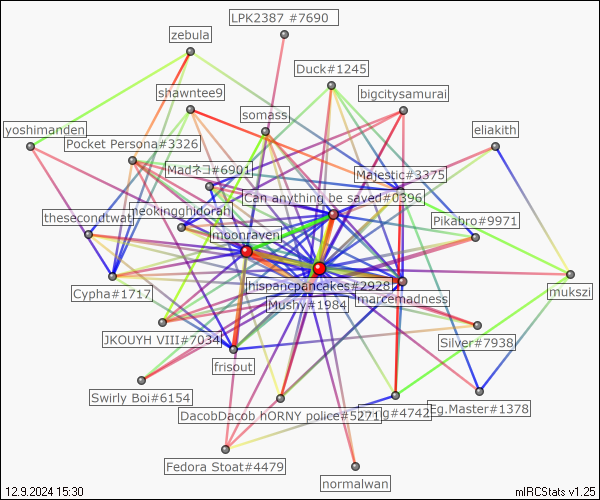 LPK2387 #7690
zebula
Duck#1245
shawntee9
bigcitysamurai
somass
yoshimanden
eliakith
Pocket Persona#3326
Madネコ#6901
Majestic#3375
Can anything be saved#0396
thesecondtwatr
neokingghidorah
Pikabro#9971
moonraven
hispanicpancakes#2928
Cypha#1717
mukszi
Mushy#1984
marcemadness
JKOUYH VIII#7034
Silver#7938
frisout
Swirly Boi#6154
DacobDacob hORNY police#5271
g#4742
Eg.Master#1378
Fedora Stoat#4479
normalwan
12.9.2024 15:30
mIRCStats v1.25